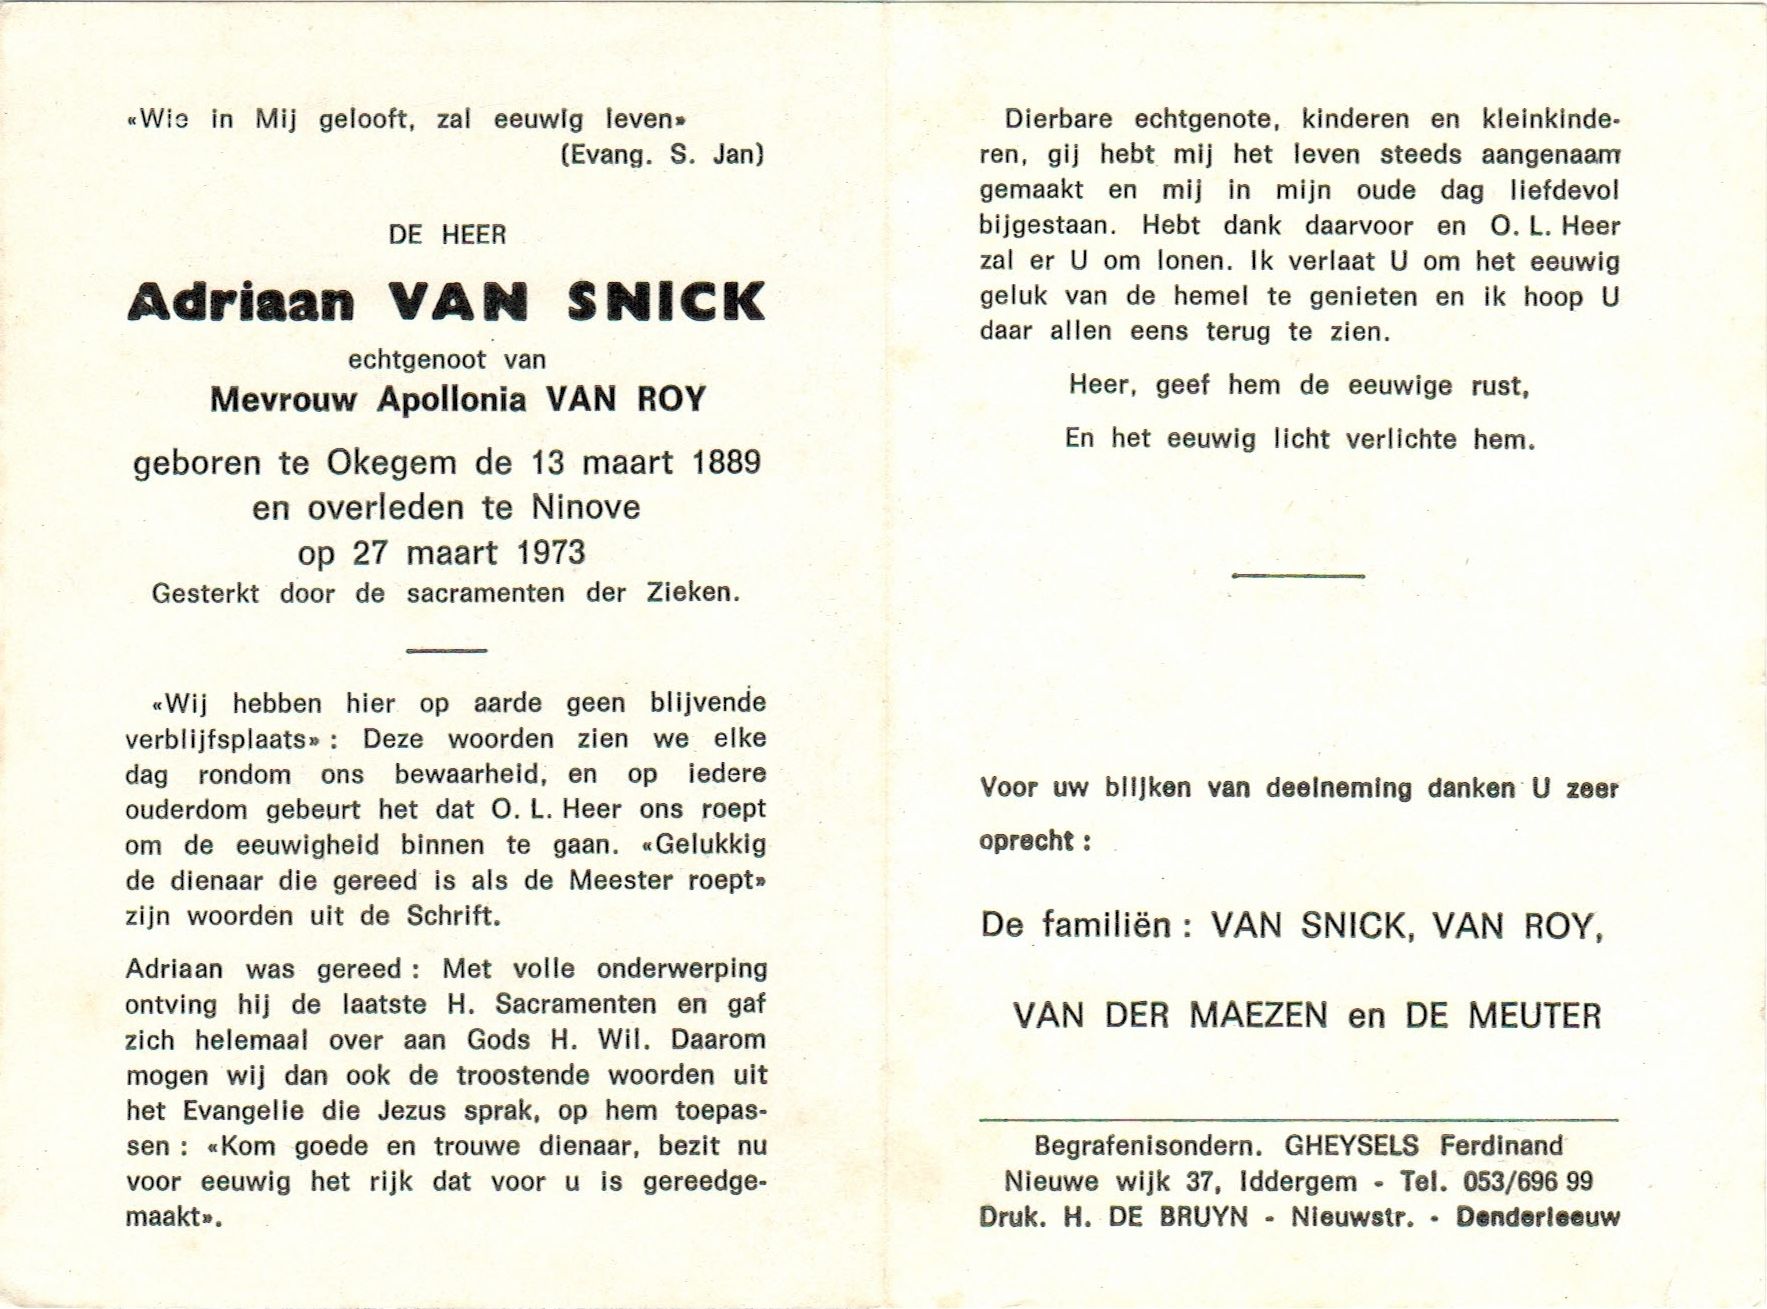 «Wie in Mij gelooft, zal eeuwig leven»
(Evang. S. Jan)
DE HEER
Adriaan VAN SNICK
echtgenoot van
Mevrouw Apollonia VAN ROY
geboren te Okegem de 13 maart 1889
en overleden te Ninove
op 27 maart 1973
Gesterkt door de sacramenten der Zieken.
«Wij hebben hier op aarde geen blijvende
verblijfsplaats» : Deze woorden zien we elke
dag rondom ons bewaarheid, en op iedere
ouderdom gebeurt het dat O. L. Heer ons roept
om de eeuwigheid binnen te gaan. «Gelukkig
de dienaar die gereed is als de Meester roept»
zijn woorden uit de Schrift.
Adriaan was gereed : Met volle onderwerping
ontving hij de laatste H. Sacramenten en gaf
zich helemaal over aan Gods H. Wil. Daarom
mogen wij dan ook de troostende woorden uit
het Evangelie die Jezus sprak, op hem toepas-
sen : «Kom goede en trouwe dienaar, bezit nu
voor eeuwig het rijk dat voor u is gereedge-
maakt».
Dierbare echtgenote, kinderen en kleinkinde-
ren, gij hebt mij het leven steeds aangenaam
gemaakt en mij in mijn oude dag liefdevol
bijgestaan. Hebt dank daarvoor en O. L. Heer
zal er U om lonen. Ik verlaat U om het eeuwig
geluk van de hemel te genieten en ik hoop U
daar allen eens terug te zien.
Heer, geef hem de eeuwige rust,
En het eeuwig licht verlichte hem.
Voor uw blijken van deelneming danken U zeer
oprecht :
De familiën : VAN SNICK, VAN ROY,
VAN DER MAEZEN en DE MEUTER
Begrafenisondern. GHEYSELS Ferdinand
Nieuwe wijk 37, Iddergem - Tel. 053/696 99
Druk. H. DE BRUYN - Nieuwstr. - Denderleeuw